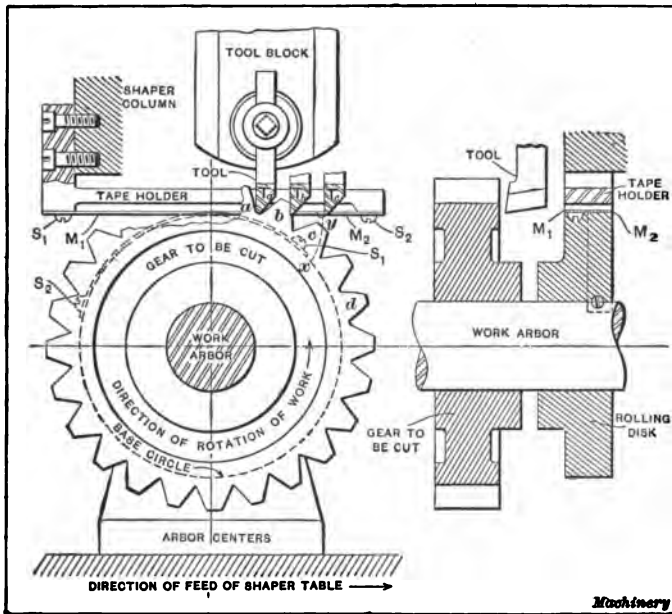 TOOL BLOCK
SHAPER
COLUMN
TOOL
TAPE HOLDER
a
b
c
y
x
d
S1
M1
M2
S2
S1
S2
GEAR TO BE CUT
WORK
ARBOR
DIRECTION OF ROTATION OF WORK
BASE CIRCLE
ARBOR CENTERS
DIRECTION OF FEED OF SHAPER TABLE
TOOL
TAPE
HOLDER
M1
M2
WORK ARBOR
GEAR TO
BE CUT
ROLLING
DISK
Machinery